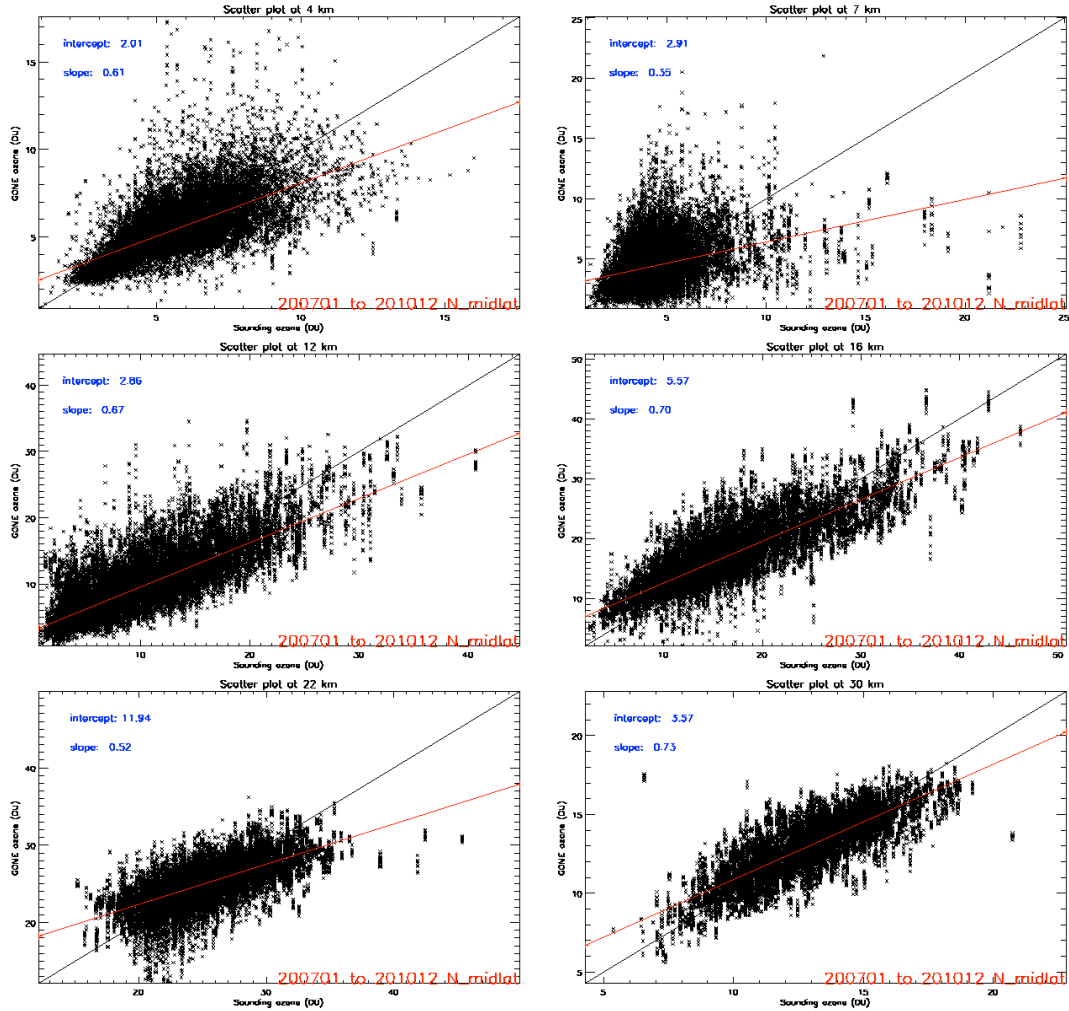 Scatter plot at 4 km
intercept: 2.01
slope: 0.61
GOME ozone (DU)
15
10
5
200701 to 201012 N_midlat
5
10
15
Sounding ozone (DU)
Scatter plot at 7 km
intercept: 2.91
slope: 0.35
GOME ozone (DU)
25
20
15
10
5
200701 to 201012 N_midlat
5
10
15
20
25
Sounding ozone (DU)
Scatter plot at 12 km
intercept: 2.86
slope: 0.67
GOME ozone (DU)
40
30
20
10
200701 to 201012 N_midlat
10
20
30
40
Sounding ozone (DU)
Scatter plot at 16 km
intercept: 5.57
slope: 0.70
GOME ozone (DU)
50
40
30
20
10
200701 to 201012 N_midlat
10
20
30
40
50
Sounding ozone (DU)
Scatter plot at 22 km
intercept: 11.94
slope: 0.52
GOME ozone (DU)
40
30
20
200701 to 201012 N_midlat
20
30
40
Sounding ozone (DU)
Scatter plot at 30 km
intercept: 3.57
slope: 0.73
GOME ozone (DU)
20
15
10
5
200701 to 201012 N_midlat
5
10
15
20
Sounding ozone (DU)